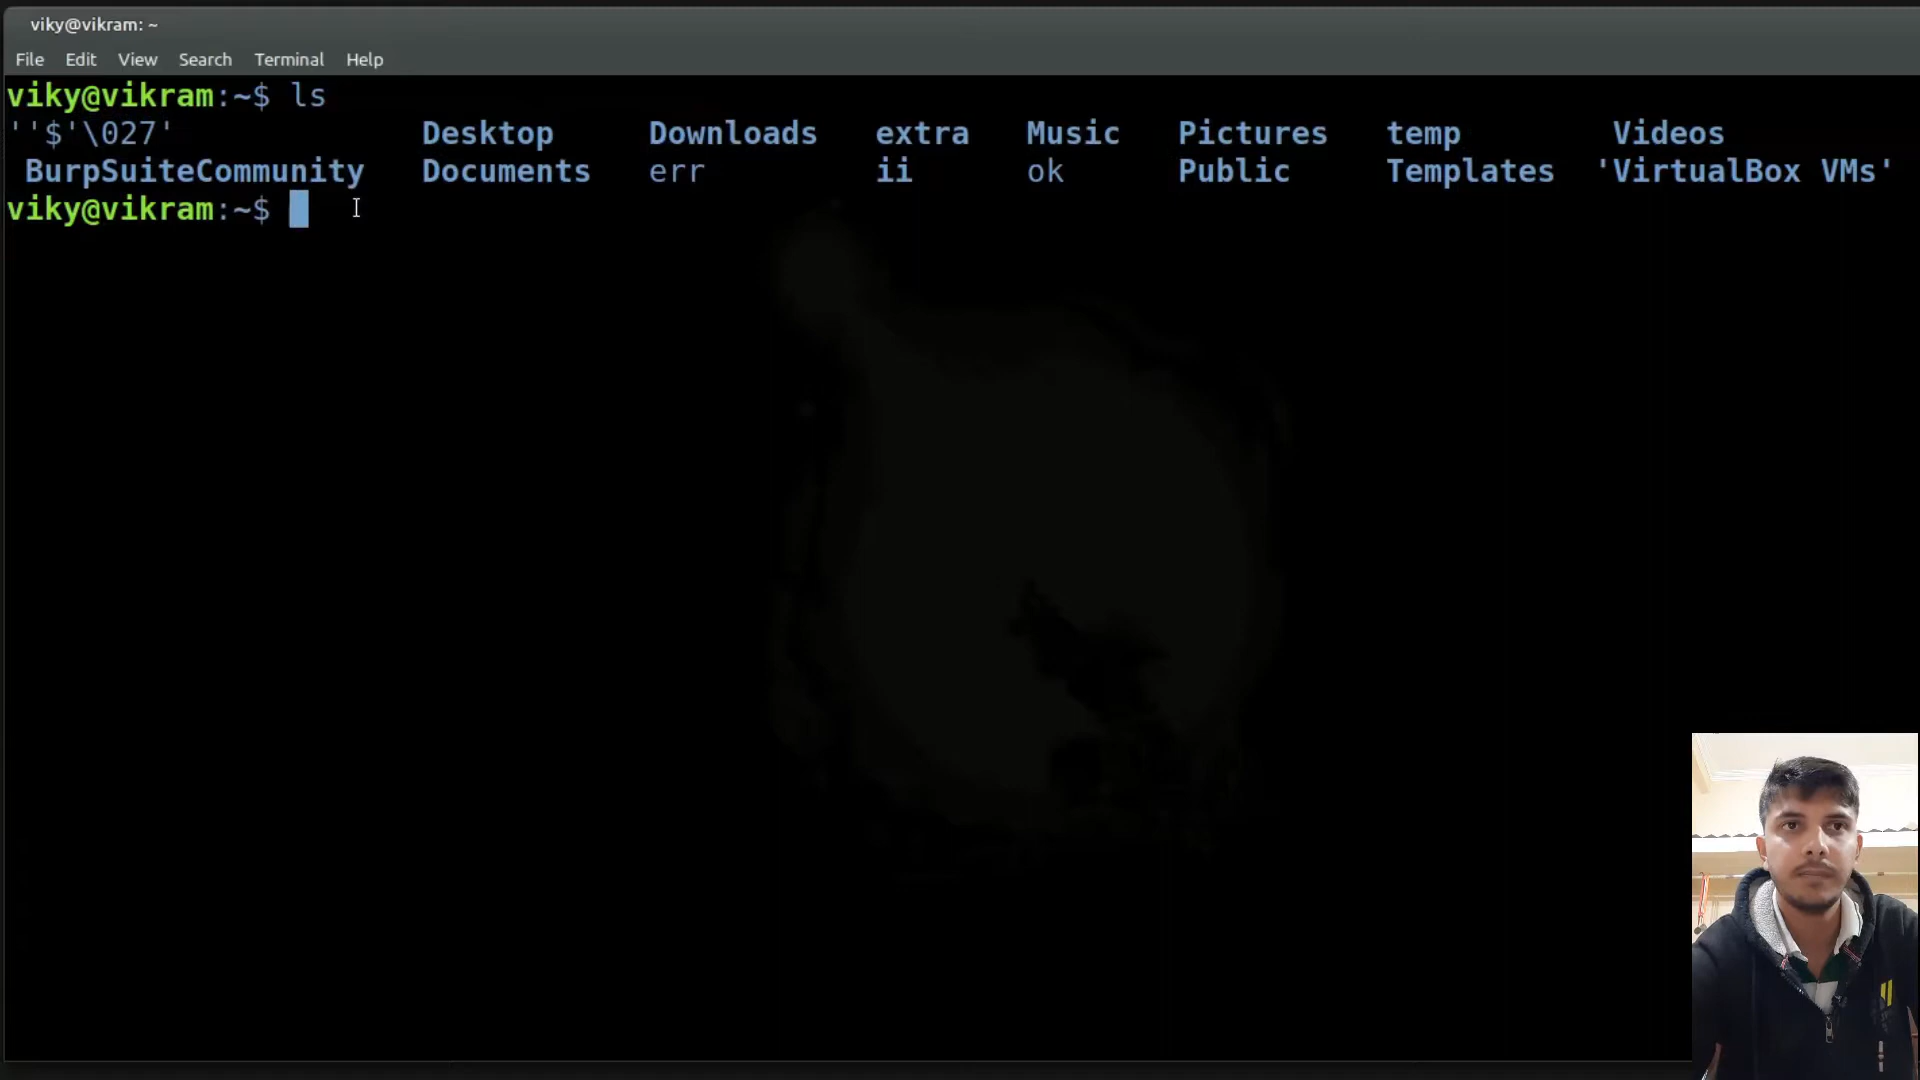 viky@vikram: ~
File Edit View Search Terminal Help
viky@vikram:~$ ls
''$'\027' Desktop Downloads extra Music Pictures temp Videos
BurpSuiteCommunity Documents err ii ok Public Templates 'VirtualBox VMs'
viky@vikram:~$